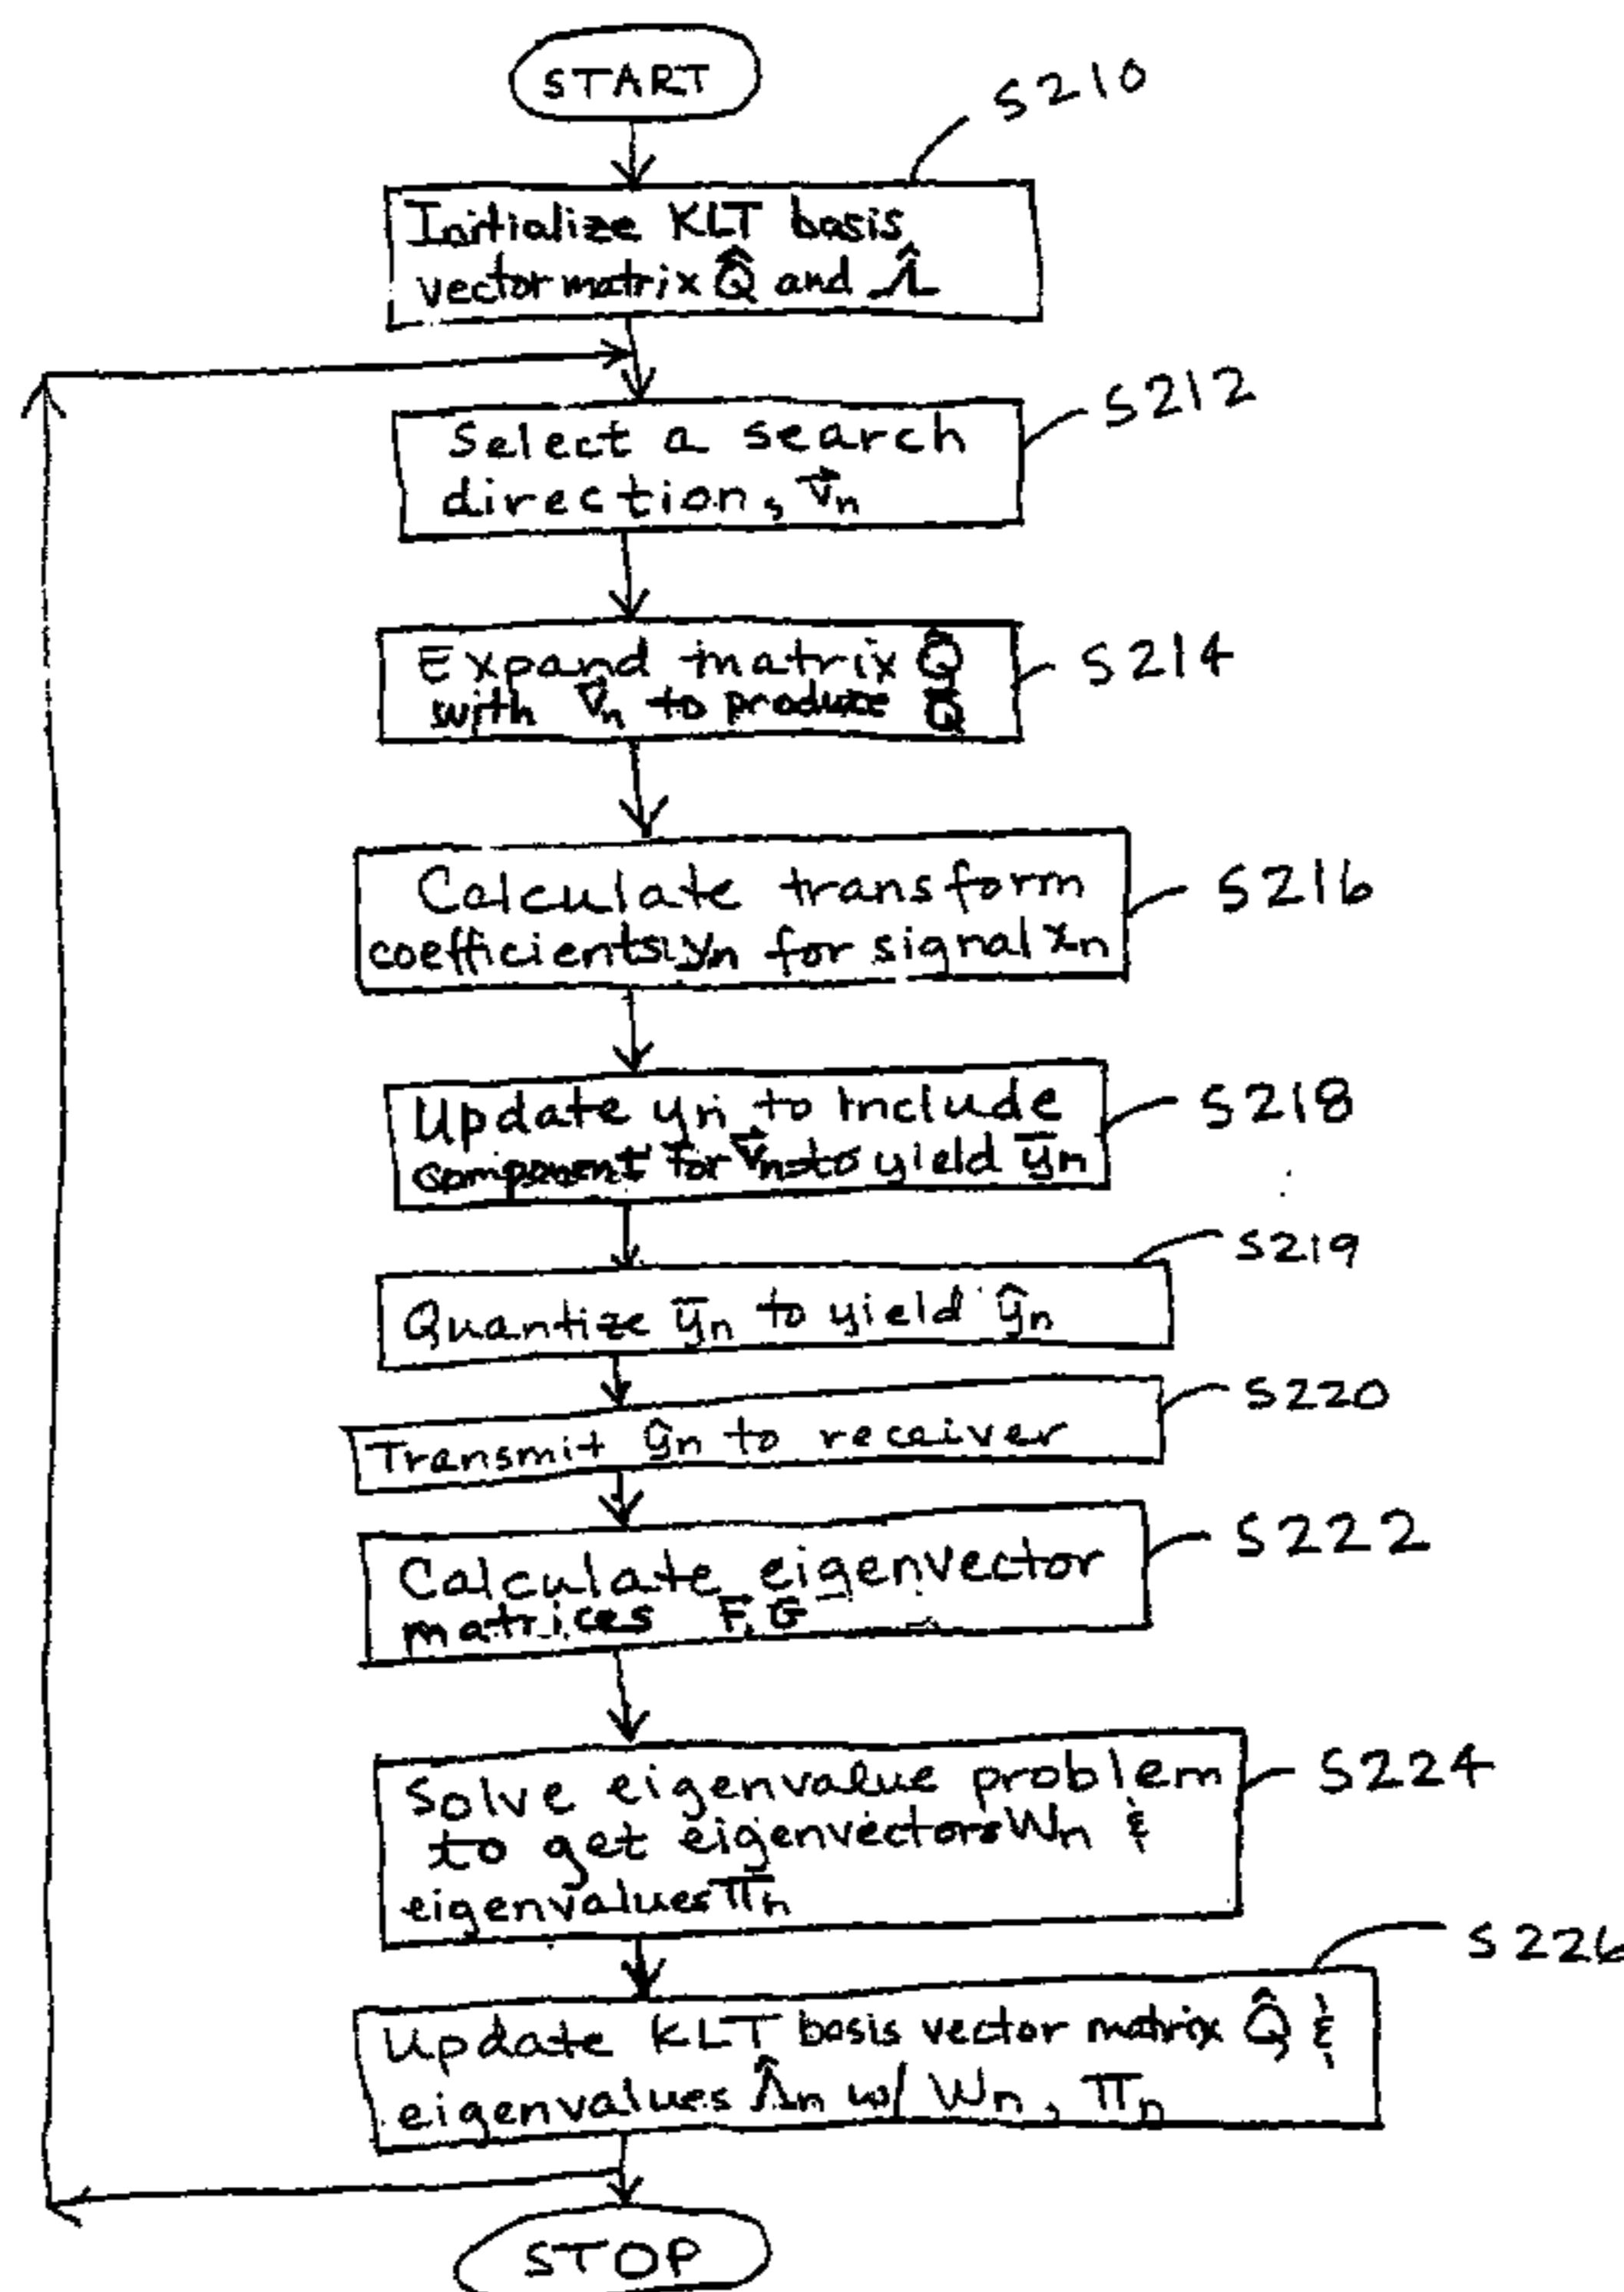 START
S210
Initialize KLT basis
vector matrix Q̂ and Λ̂
S212
Select a search
direction, v⃗n
S214
Expand matrix Q̂
with v⃗n to produce Q̄
S216
Calculate transform
coefficients yn for signal xn
S218
Update yn to include
component for v⃗n to yield ȳn
S219
Quantize ȳn to yield ŷn
S220
Transmit ŷn to receiver
S222
Calculate eigenvector
matrices F, G
S224
Solve eigenvalue problem
to get eigenvectors Wn &
eigenvalues Πn
S226
Update KLT basis vector matrix Q̂ &
eigenvalues Λ̂n w/ Wn, Πn
STOP